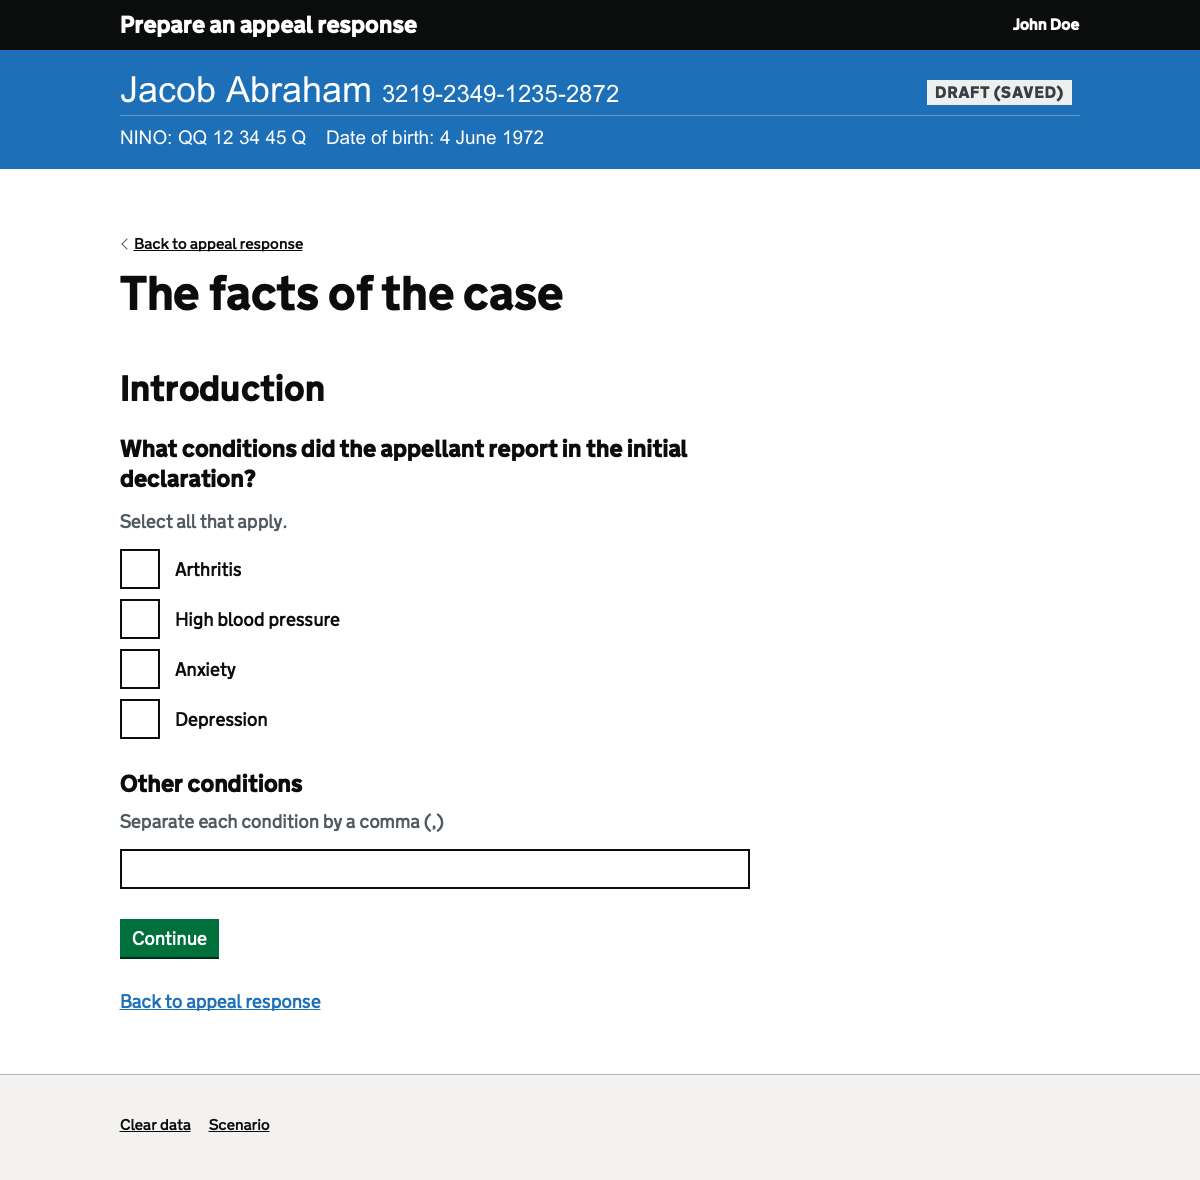 Prepare an appeal response
John Doe
Jacob Abraham 3219-2349-1235-2872
DRAFT (SAVED)
NINO: QQ 12 34 45 Q Date of birth: 4 June 1972
Back to appeal response
The facts of the case
Introduction
What conditions did the appellant report in the initial
declaration?
Select all that apply.
Arthritis
High blood pressure
Anxiety
Depression
Other conditions
Separate each condition by a comma (,)
Continue
Back to appeal response
Clear data Scenario